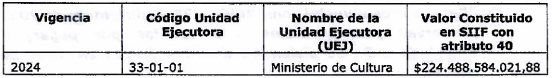 Vigencia
Código Unidad
Ejecutora
Nombre de la
Unidad Ejecutora
(UEJ)
Valor Constituido
en SIIF con
atributo 40
2024
33-01-01
Ministerio de Cultura
$224.488.584.021,88